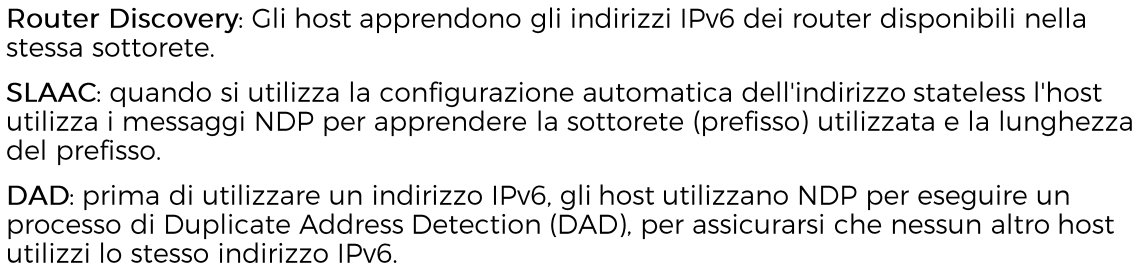 Router Discovery: Gli host apprendono gli indirizzi IPv6 dei router disponibili nella
stessa sottorete.
SLAAC: quando si utilizza la configurazione automatica dell'indirizzo stateless l'host
utilizza i messaggi NDP per apprendere la sottorete (prefisso) utilizzata e la lunghezza
del prefisso.
DAD: prima di utilizzare un indirizzo IPv6, gli host utilizzano NDP per eseguire un
processo di Duplicate Address Detection (DAD), per assicurarsi che nessun altro host
utilizzi lo stesso indirizzo IPv6.